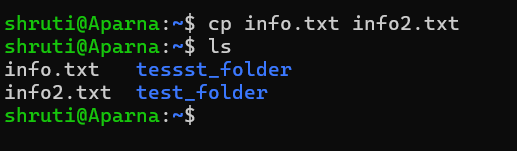 shruti@Aparna:~$ cp info.txt info2.txt
shruti@Aparna:~$ ls
info.txt   tessst_folder
info2.txt  test_folder
shruti@Aparna:~$